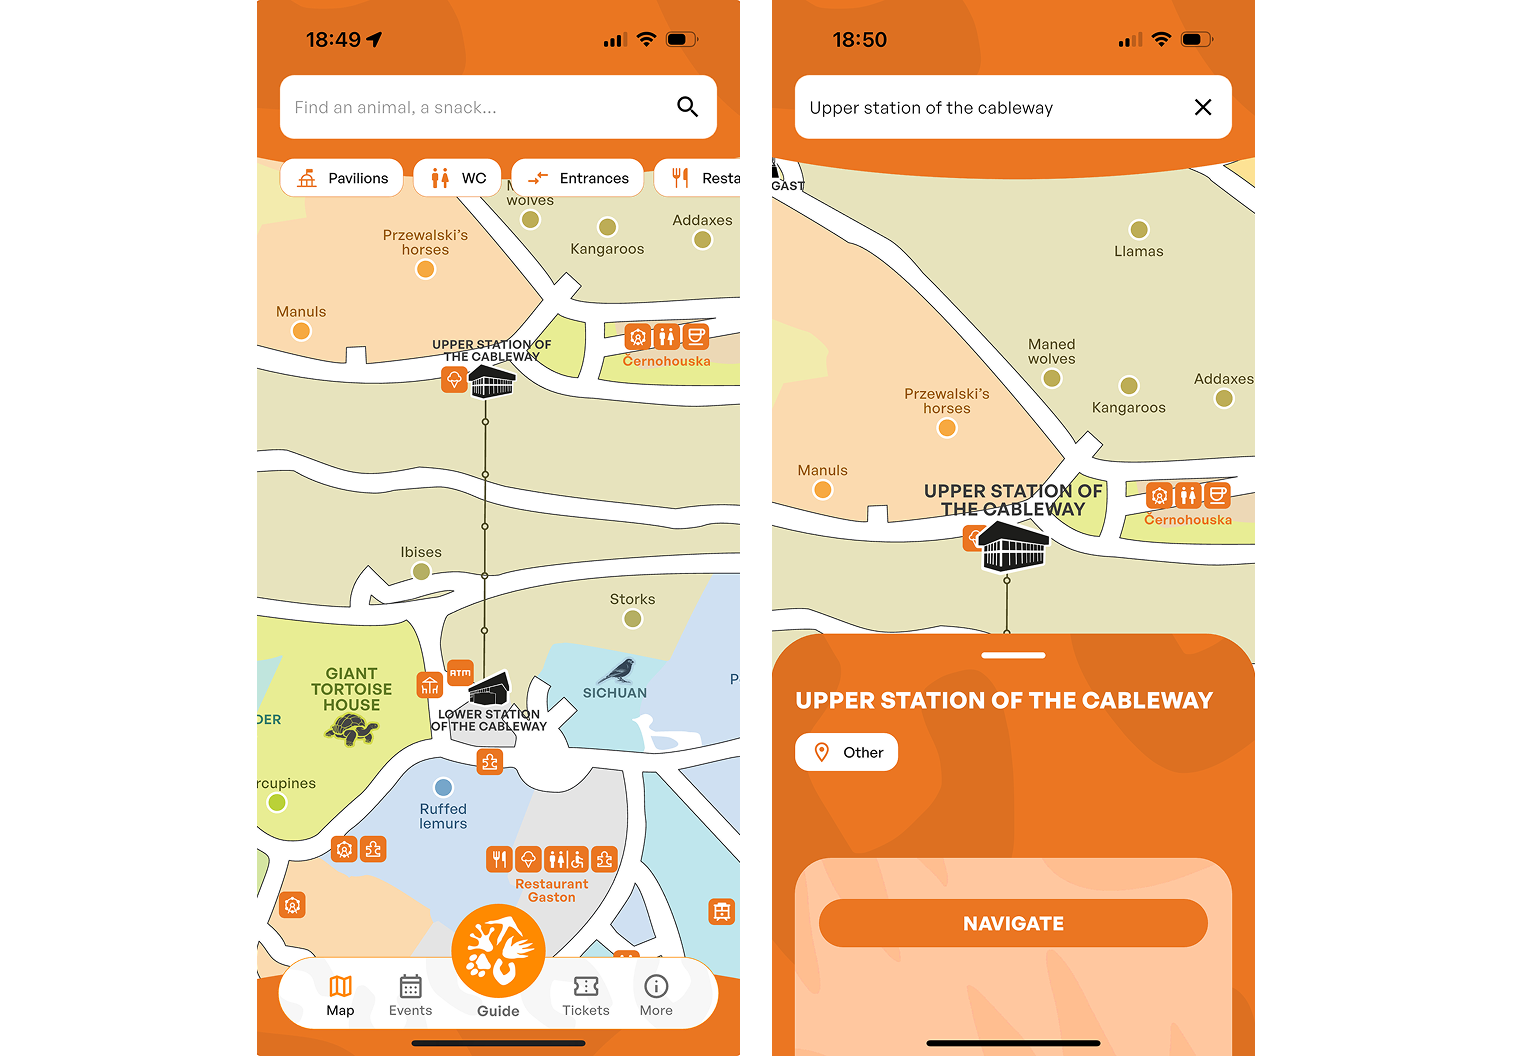 18:49
Find an animal, a snack...
Pavilions
WC
Entrances
Resta
wolves
Kangaroos
Addaxes
Przewalski's
horses
Manuls
UPPER STATION OF
THE CABLEWAY
Černohouska
Ibises
Storks
GIANT
TORTOISE
HOUSE
DER
ATM
SICHUAN
P
LOWER STATION
OF THE CABLEWAY
rcupines
Ruffed
lemurs
Restaurant
Gaston
Map
Events
Guide
Tickets
More
18:50
Upper station of the cableway
GAST
Llamas
Maned
wolves
Kangaroos
Addaxes
Przewalski's
horses
Manuls
UPPER STATION OF
THE CABLEWAY
Černohouska
UPPER STATION OF THE CABLEWAY
Other
NAVIGATE